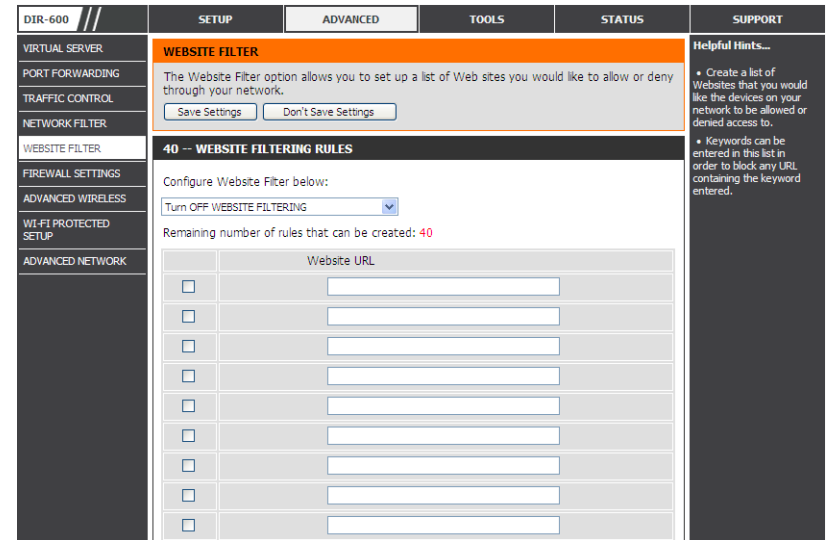 DIR-600
SETUP
ADVANCED
TOOLS
STATUS
SUPPORT
VIRTUAL SERVER
PORT FORWARDING
TRAFFIC CONTROL
NETWORK FILTER
WEBSITE FILTER
FIREWALL SETTINGS
ADVANCED WIRELESS
WI-FI PROTECTED
SETUP
ADVANCED NETWORK
WEBSITE FILTER
The Website Filter option allows you to set up a list of Web sites you would like to allow or deny
through your network.
Save Settings
Don't Save Settings
40 -- WEBSITE FILTERING RULES
Configure Website Filter below:
Turn OFF WEBSITE FILTERING
Remaining number of rules that can be created: 40
Website URL
Helpful Hints...
• Create a list of
Websites that you would
like the devices on your
network to be allowed or
denied access to.
• Keywords can be
entered in this list in
order to block any URL
containing the keyword
entered.